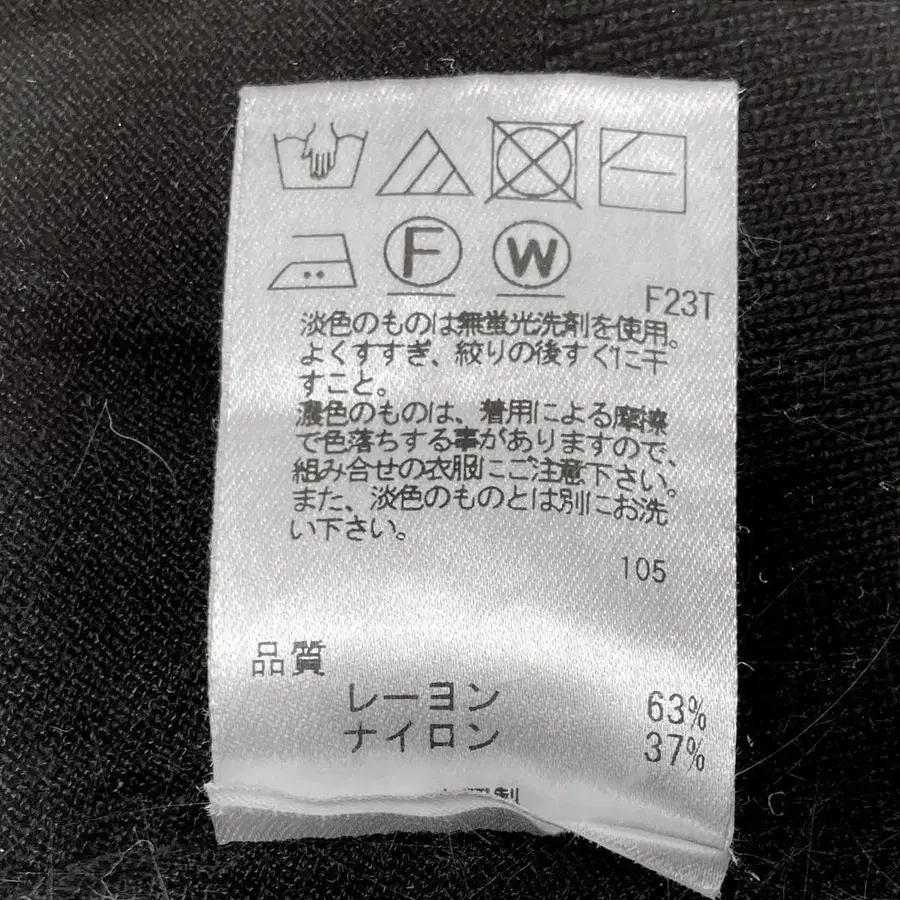 F
W
F23T
淡色のものは無蛍光洗剤を使用。
よくすすぎ、絞りの後すぐに干
すこと。
濃色のものは、着用による摩擦
で色落ちする事がありますので、
組み合せの衣服にご注意下さい。
また、淡色のものとは別にお洗
い下さい。
105
品質
レーヨン 63%
ナイロン 37%
製